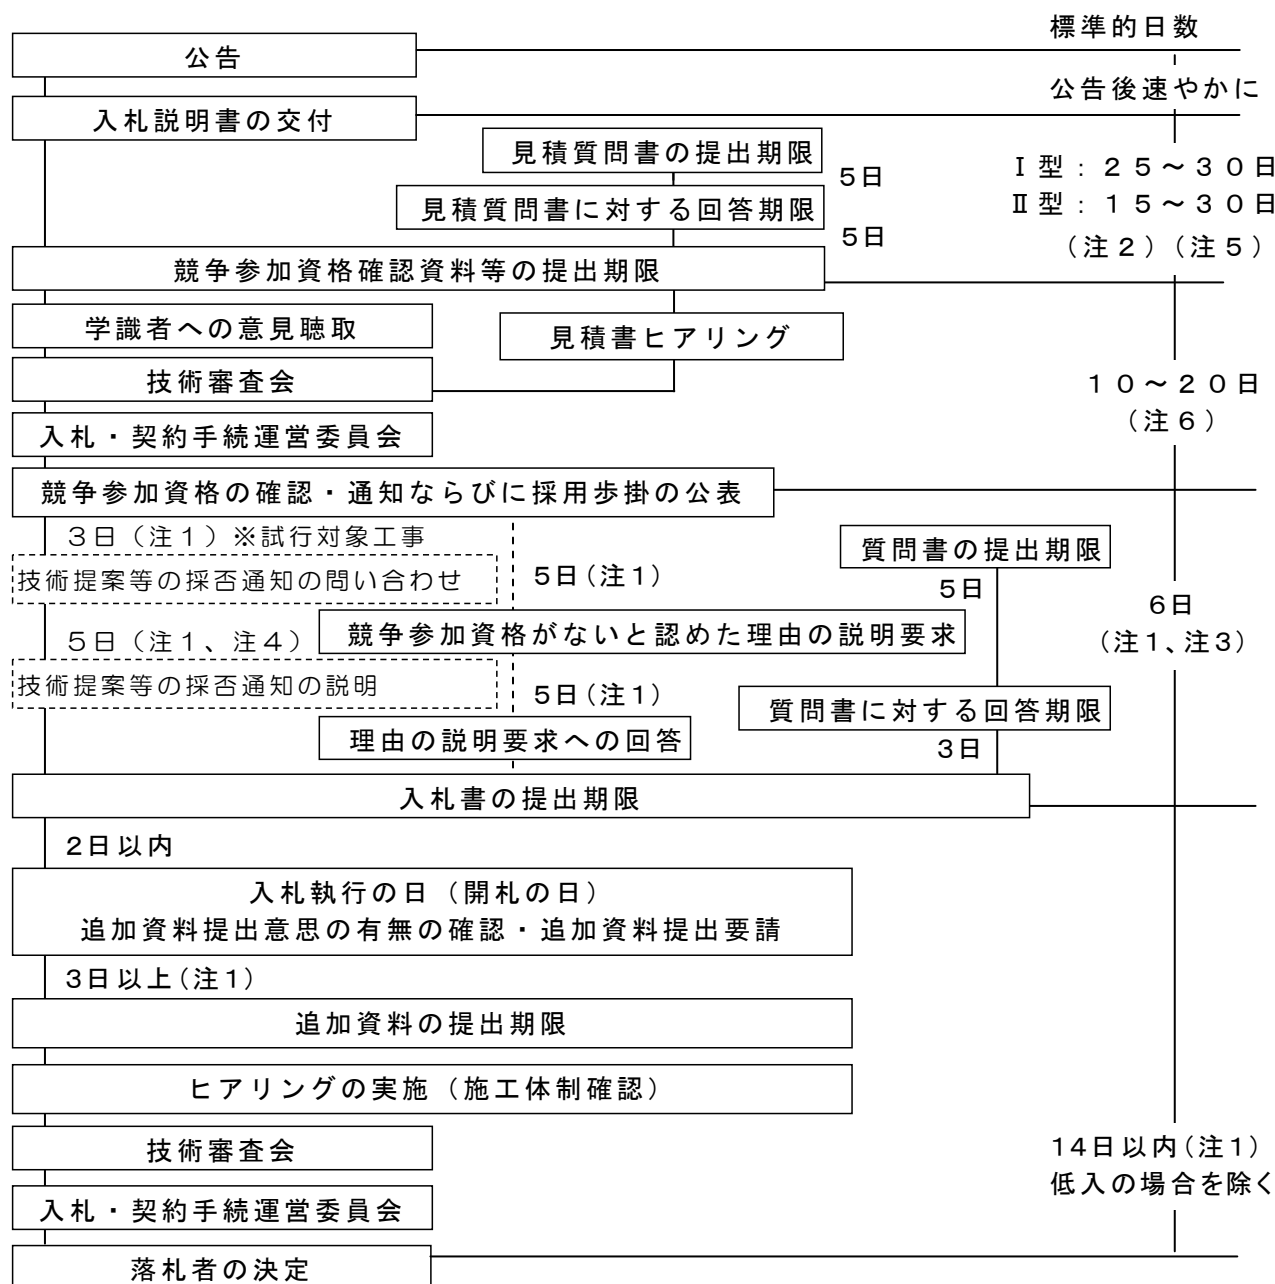 標準的日数
公告
公告後速やかに
入札説明書の交付
見積質問書の提出期限
5日
Ⅰ型：２５～３０日
見積質問書に対する回答期限
Ⅱ型：１５～３０日
5日
（注２）（注５）
競争参加資格確認資料等の提出期限
学識者への意見聴取
見積書ヒアリング
技術審査会
１０～２０日
（注６）
入札・契約手続運営委員会
競争参加資格の確認・通知ならびに採用歩掛の公表
３日（注１）※試行対象工事
質問書の提出期限
技術提案等の採否通知の問い合わせ
5日（注1）
5日
6日
５日（注１、注４）
競争参加資格がないと認めた理由の説明要求
（注1、注3）
技術提案等の採否通知の説明
5日（注1）
質問書に対する回答期限
理由の説明要求への回答
3日
入札書の提出期限
2日以内
入札執行の日（開札の日）
追加資料提出意思の有無の確認・追加資料提出要請
3日以上（注1）
追加資料の提出期限
ヒアリングの実施（施工体制確認）
技術審査会
14日以内（注1）
低入の場合を除く
入札・契約手続運営委員会
落札者の決定